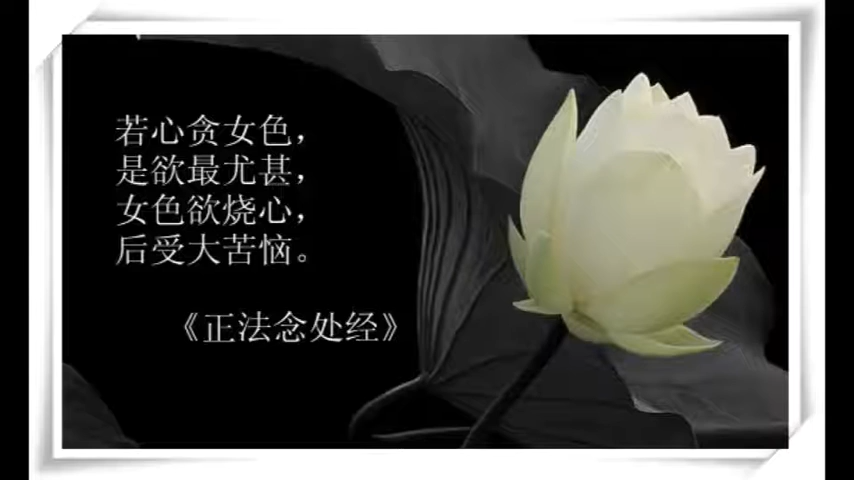 若心贪女色，
是欲最尤甚，
女色欲烧心，
后受大苦恼。
《正法念处经》